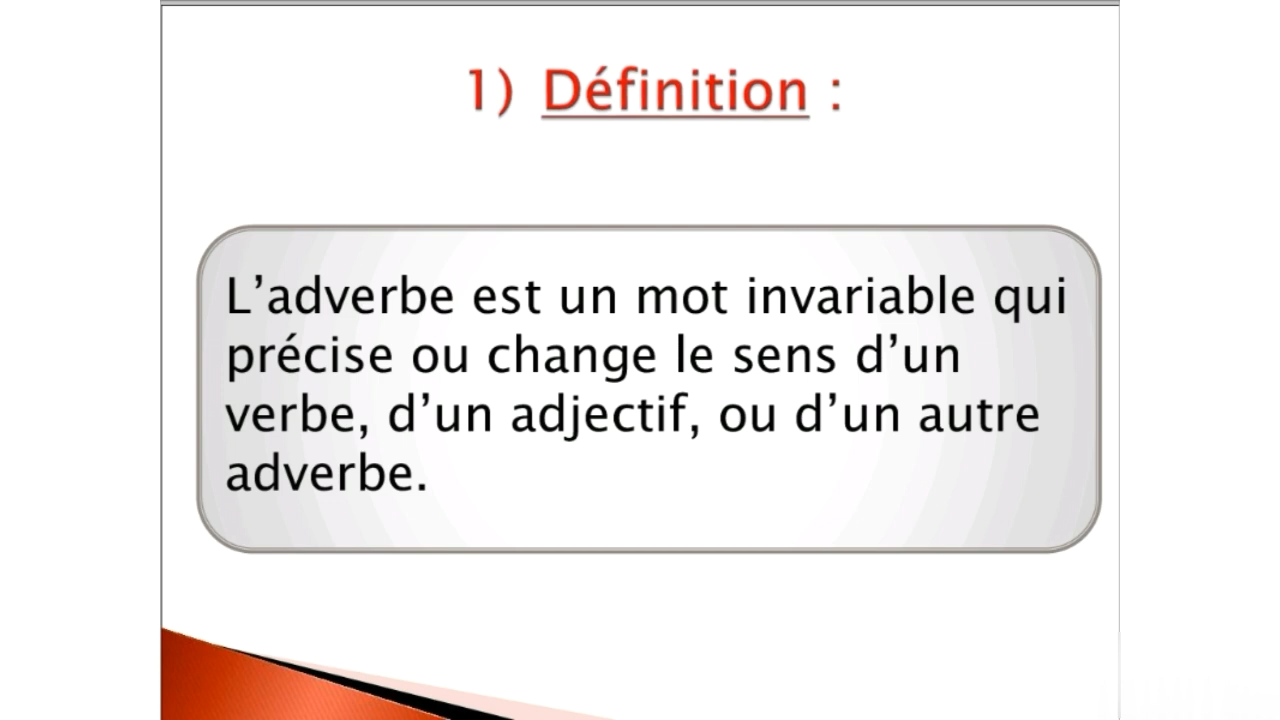 1) Définition :
L’adverbe est un mot invariable qui
précise ou change le sens d’un
verbe, d’un adjectif, ou d’un autre
adverbe.